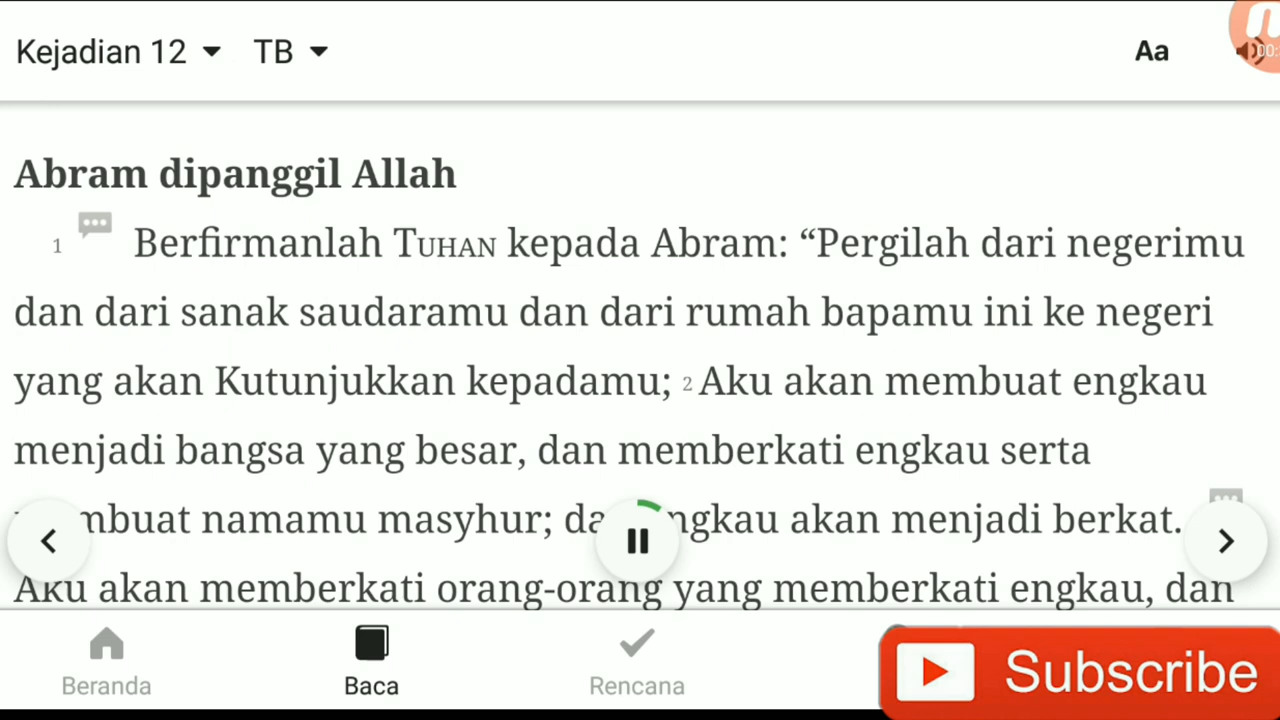 Kejadian 12 TB Aa 00:
Abram dipanggil Allah
1 Berfirmanlah TUHAN kepada Abram: “Pergilah dari negerimu
dan dari sanak saudaramu dan dari rumah bapamu ini ke negeri
yang akan Kutunjukkan kepadamu; 2 Aku akan membuat engkau
menjadi bangsa yang besar, dan memberkati engkau serta
namamu masyhur; akan menjadi berkat.
Aku akan memberkati orang-orang yang memberkati engkau, dan
Beranda Baca Rencana Subscribe